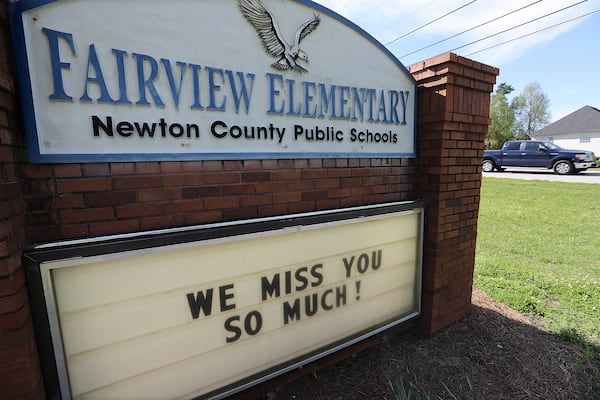 FAIRVIEW ELEMENTARY
Newton County Public Schools
WE MISS YOU
SO MUCH!